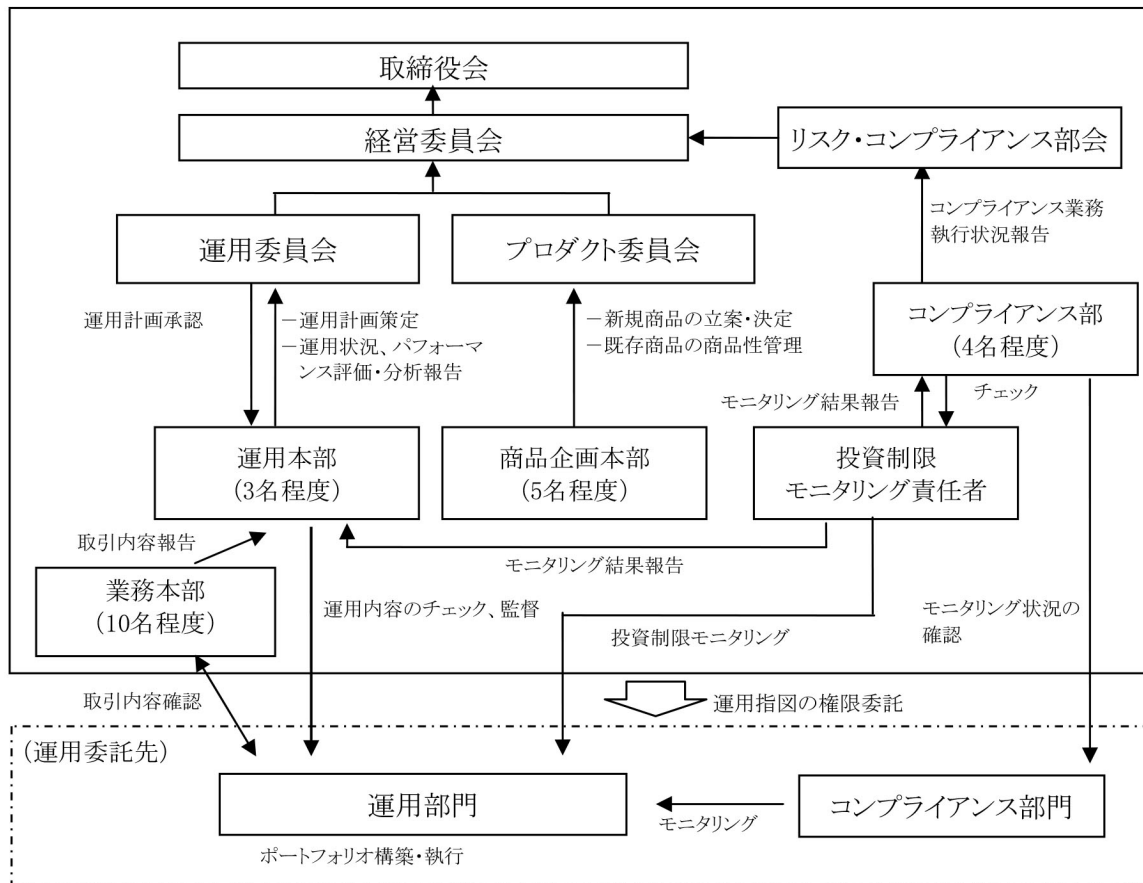 取締役会
経営委員会
リスク・コンプライアンス部会
コンプライアンス業務
執行状況報告
運用委員会
プロダクト委員会
コンプライアンス部
(4名程度)
運用計画承認
－運用計画策定
－運用状況、パフォーマ
ンス評価・分析報告
－新規商品の立案・決定
－既存商品の商品性管理
モニタリング結果報告
チェック
運用本部
(3名程度)
商品企画本部
(5名程度)
投資制限
モニタリング責任者
取引内容報告
モニタリング結果報告
業務本部
(10名程度)
運用内容のチェック、監督
投資制限モニタリング
モニタリング状況の
確認
取引内容確認
運用指図の権限委託
(運用委託先)
運用部門
モニタリング
コンプライアンス部門
ポートフォリオ構築・執行